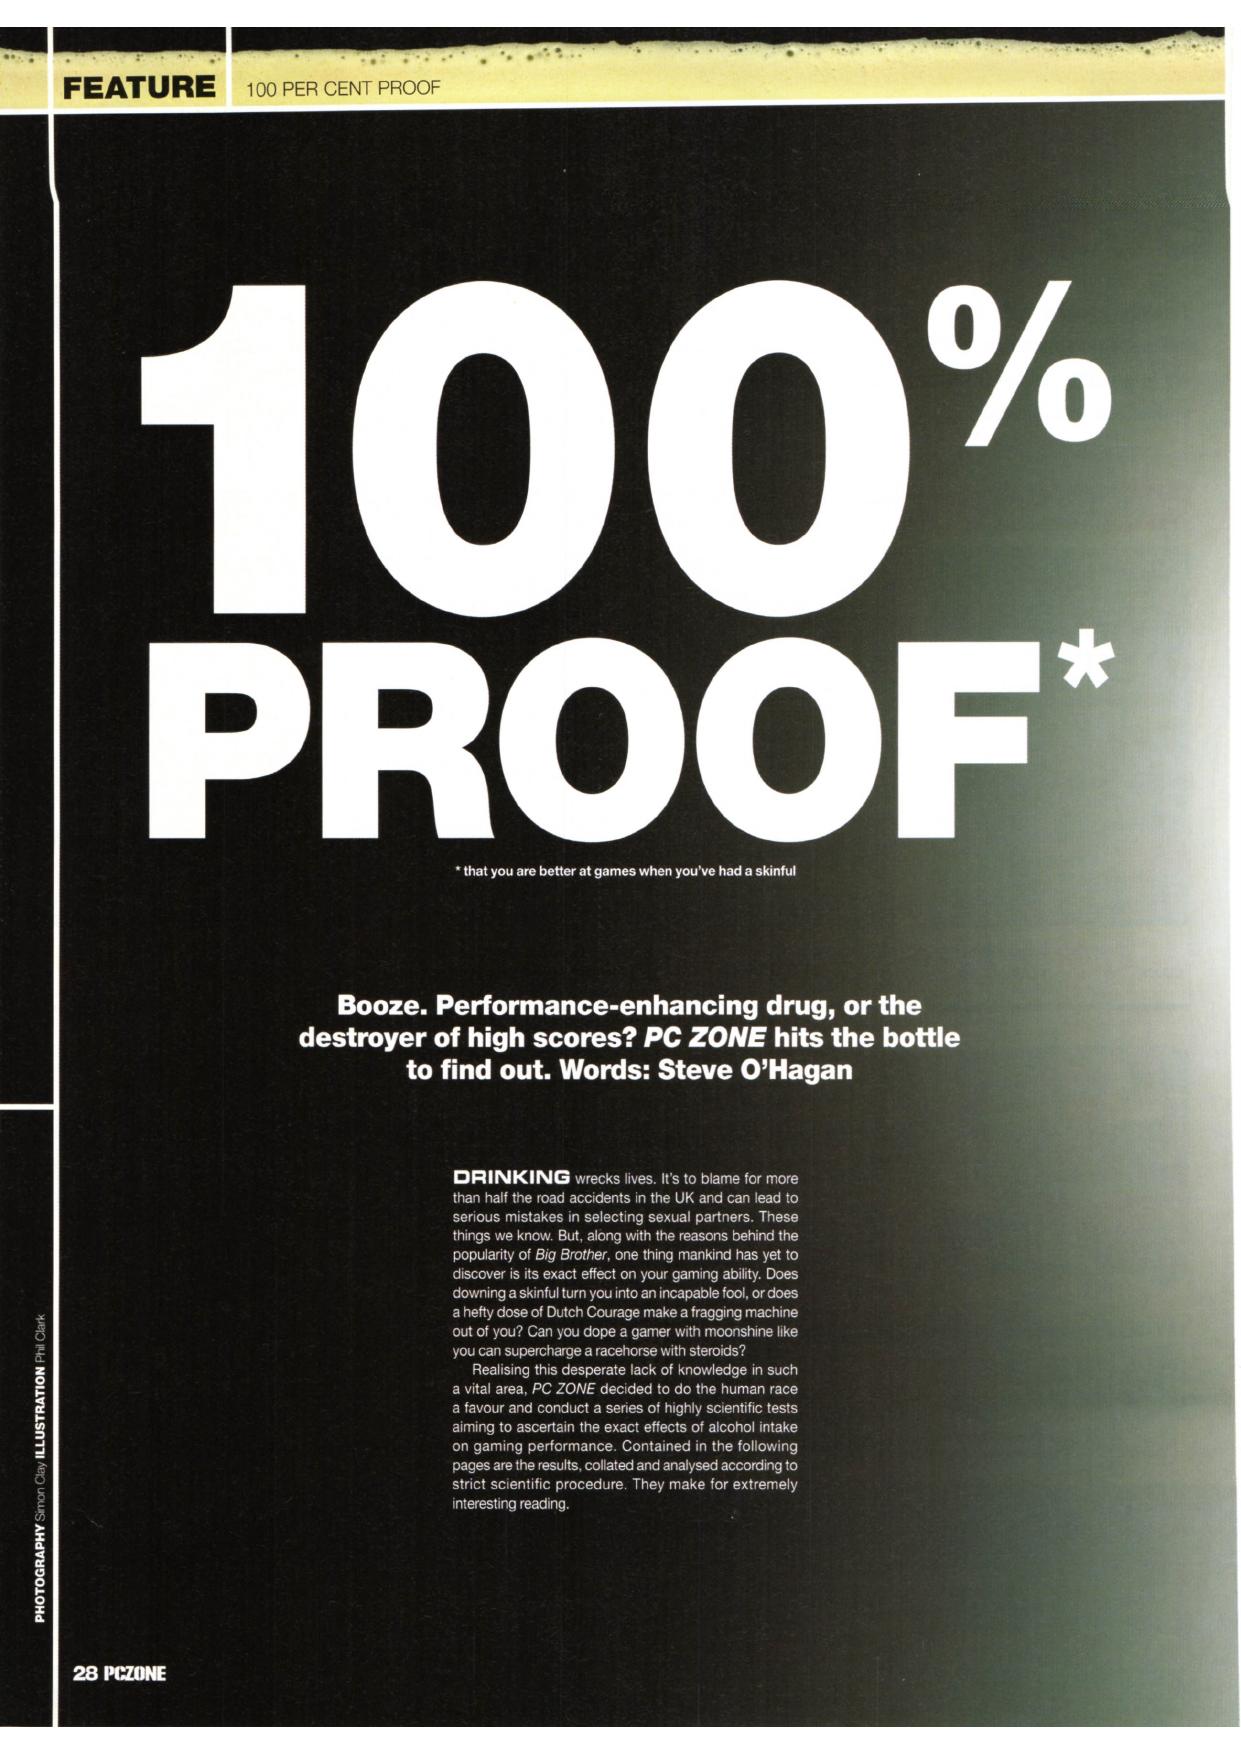 FEATURE 100 PER CENT PROOF
100%
PROOF*
* that you are better at games when you've had a skinful
Booze. Performance-enhancing drug, or the
destroyer of high scores? PC ZONE hits the bottle
to find out. Words: Steve O'Hagan
DRINKING wrecks lives. It's to blame for more
than half the road accidents in the UK and can lead to
serious mistakes in selecting sexual partners. These
things we know. But, along with the reasons behind the
popularity of Big Brother, one thing mankind has yet to
discover is its exact effect on your gaming ability. Does
downing a skinful turn you into an incapable fool, or does
a hefty dose of Dutch Courage make a fragging machine
out of you? Can you dope a gamer with moonshine like
you can supercharge a racehorse with steroids?
Realising this desperate lack of knowledge in such
a vital area, PC ZONE decided to do the human race
a favour and conduct a series of highly scientific tests
aiming to ascertain the exact effects of alcohol intake
on gaming performance. Contained in the following
pages are the results, collated and analysed according to
strict scientific procedure. They make for extremely
interesting reading.
PHOTOGRAPHY Simon Clay ILLUSTRATION Phil Clark
28 PCZONE